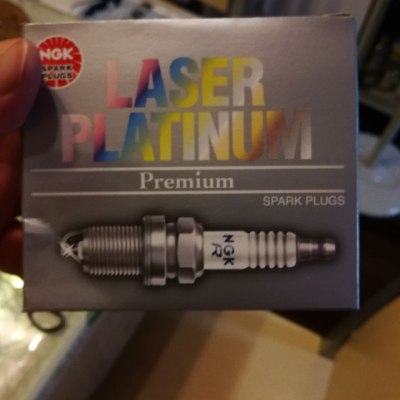 NGK
SPARK
PLUGS
LASER
PLATINUM
Premium
SPARK PLUGS
NGK
R